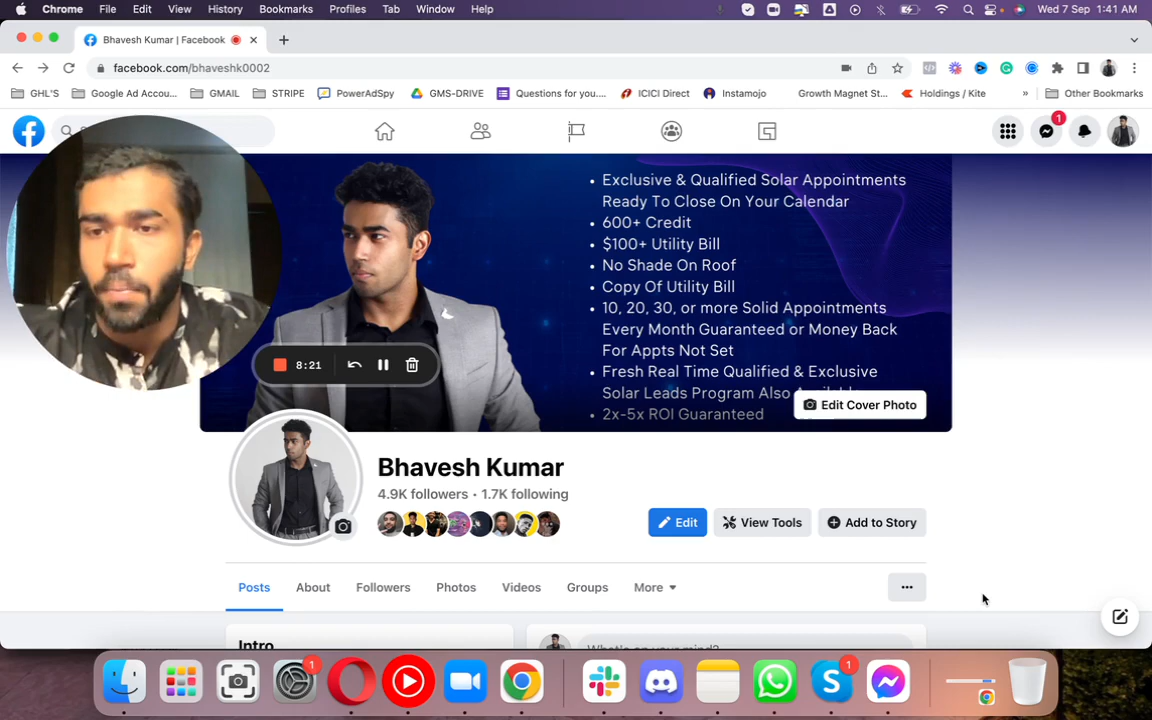 Chrome File Edit View History Bookmarks Profiles Tab Window Help
Wed 7 Sep 1:41 AM
Bhavesh Kumar | Facebook
facebook.com/bhaveshk0002
GHL'S
Google Ad Accou...
GMAIL
STRIPE
PowerAdSpy
GMS-DRIVE
Questions for you....
ICICI Direct
Instamojo
Growth Magnet St...
Holdings / Kite
»
Other Bookmarks
1
• Exclusive & Qualified Solar Appointments
Ready To Close On Your Calendar
• 600+ Credit
• $100+ Utility Bill
• No Shade On Roof
• Copy Of Utility Bill
• 10, 20, 30, or more Solid Appointments
Every Month Guaranteed or Money Back
For Appts Not Set
• Fresh Real Time Qualified & Exclusive
Solar Leads Program Also
• 2x-5x ROI Guaranteed
8:21
Edit Cover Photo
Bhavesh Kumar
4.9K followers • 1.7K following
Edit
View Tools
Add to Story
Posts About Followers Photos Videos Groups More
Intro
1
1